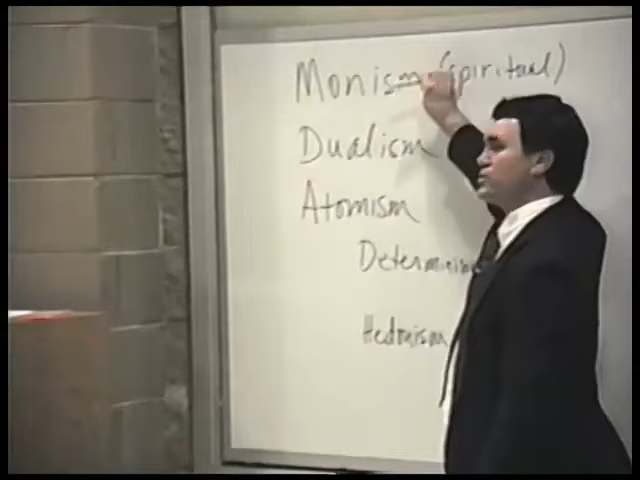 Monism (spiritual)
Dualism
Atomism
Determinism
Hedonism